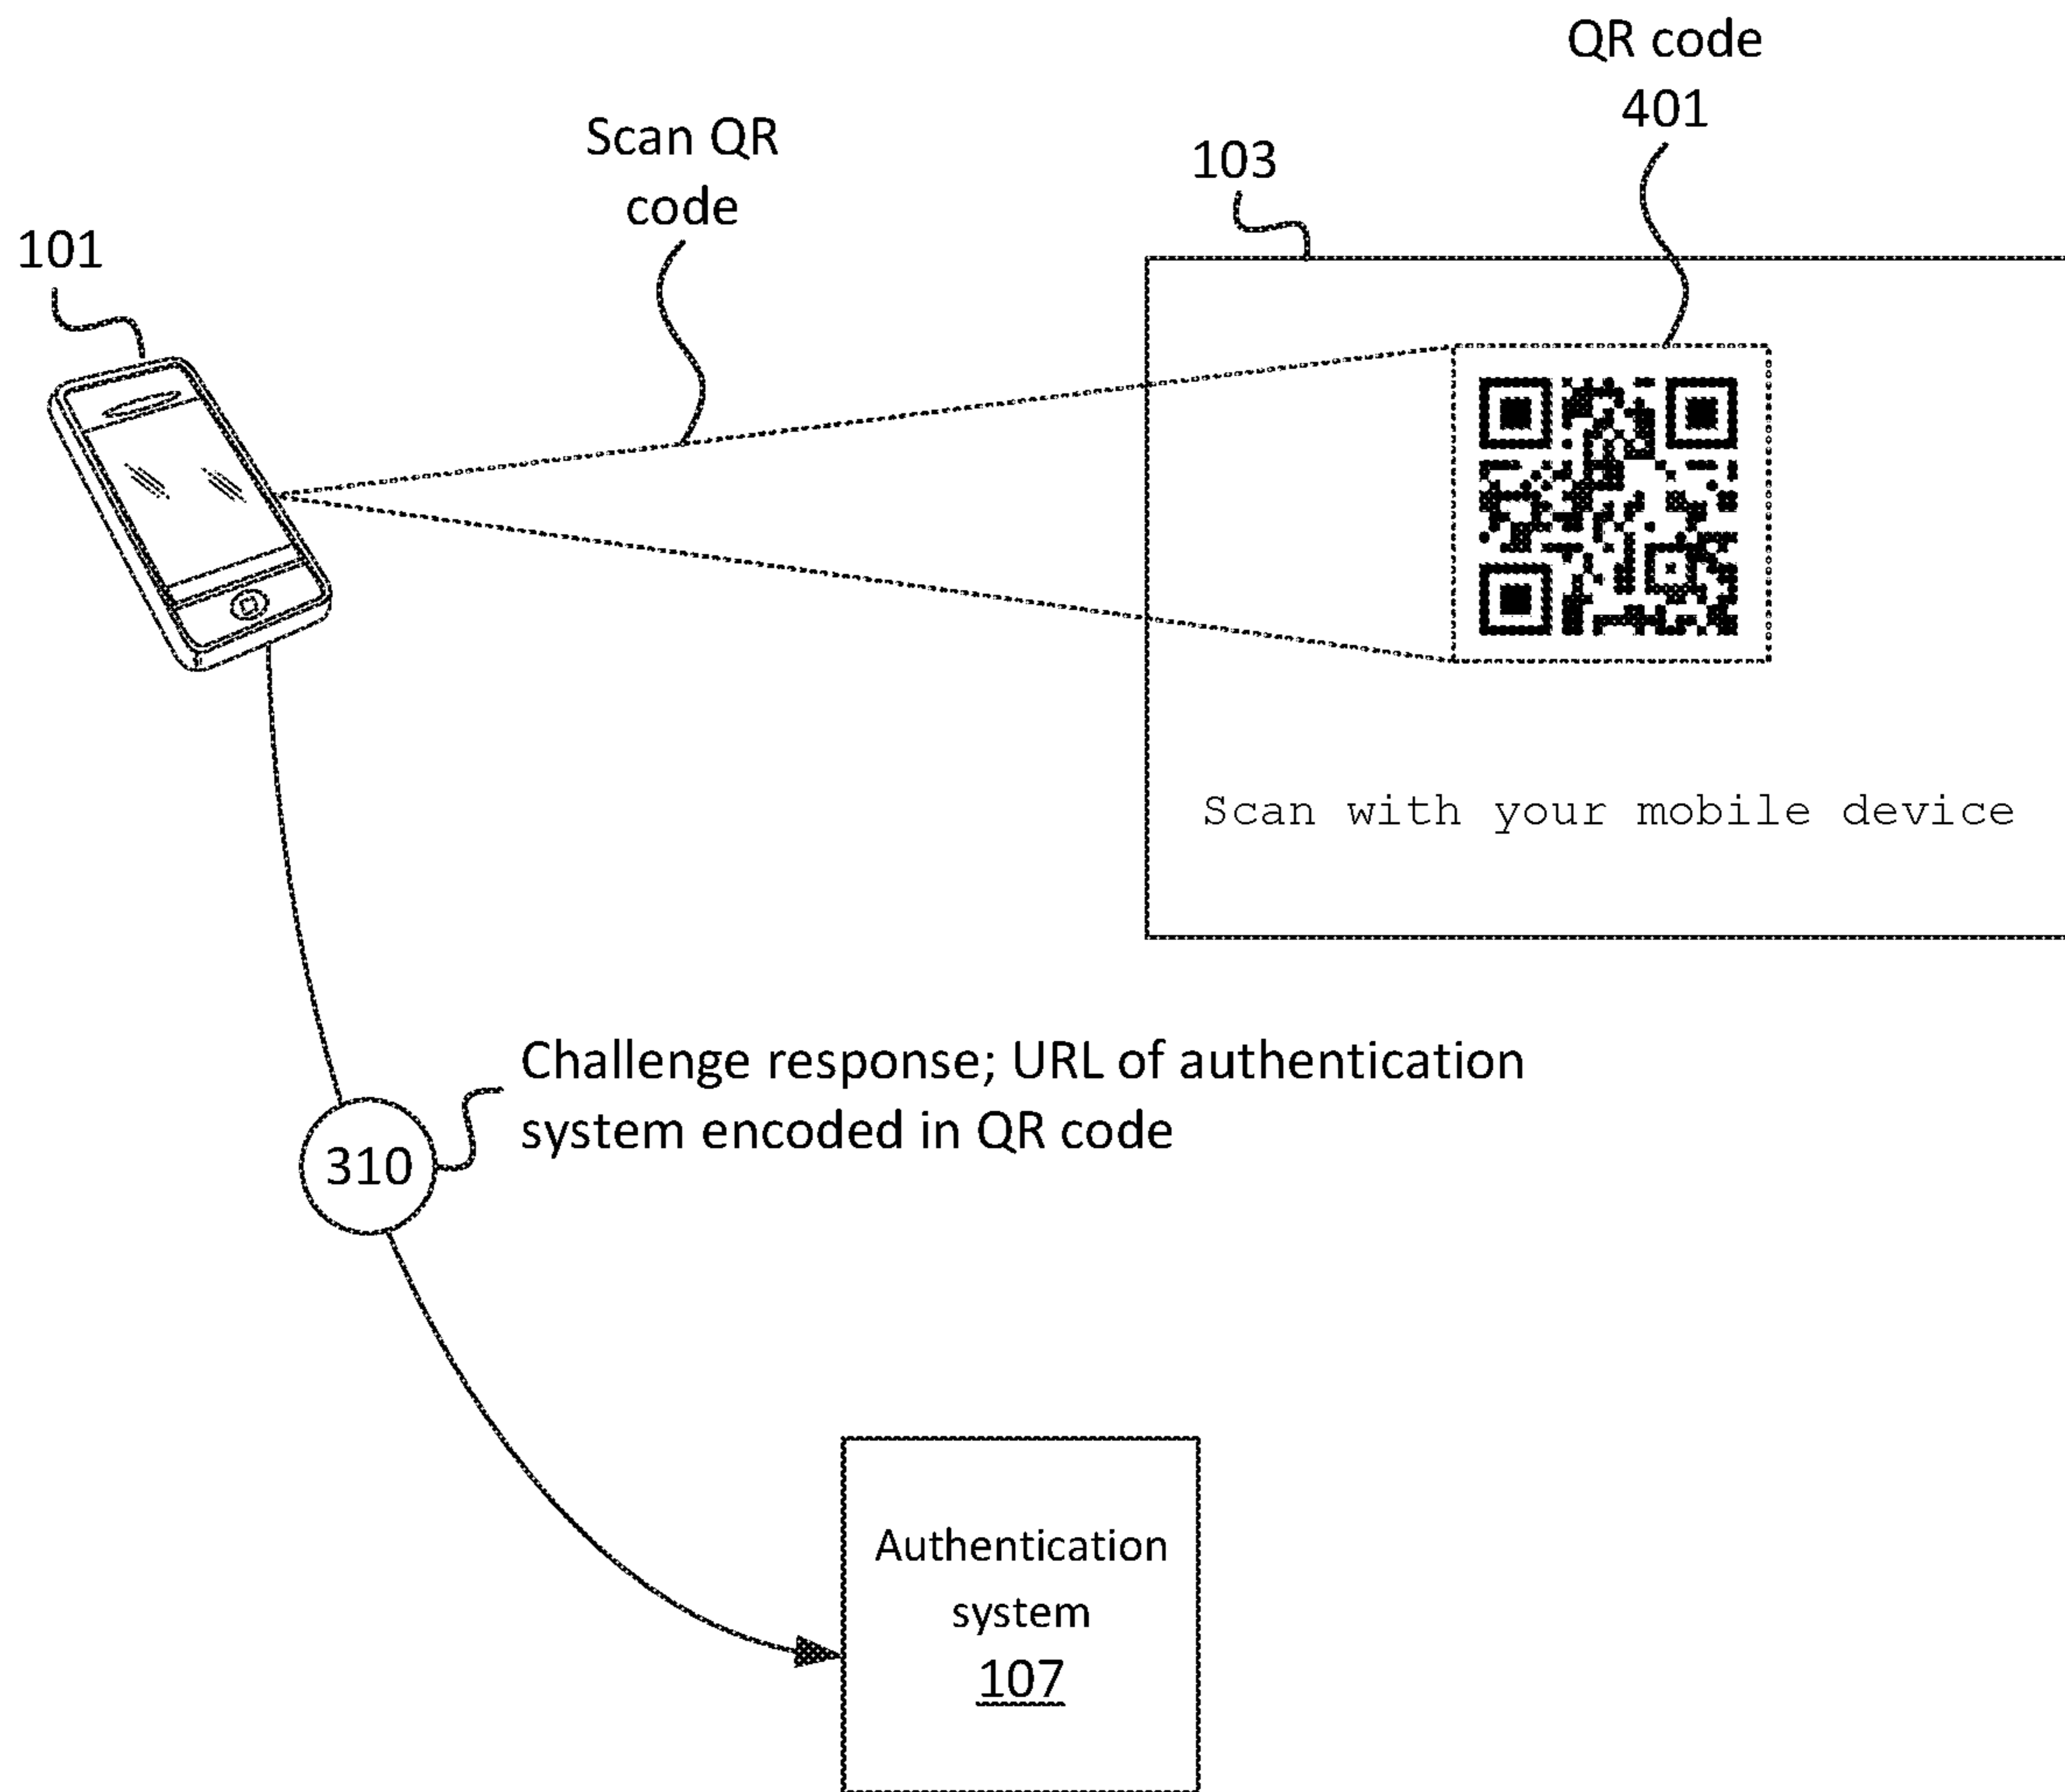 QR code
401
Scan QR
code
103
101
Scan with your mobile device
Challenge response; URL of authentication
system encoded in QR code
310
Authentication
system
107